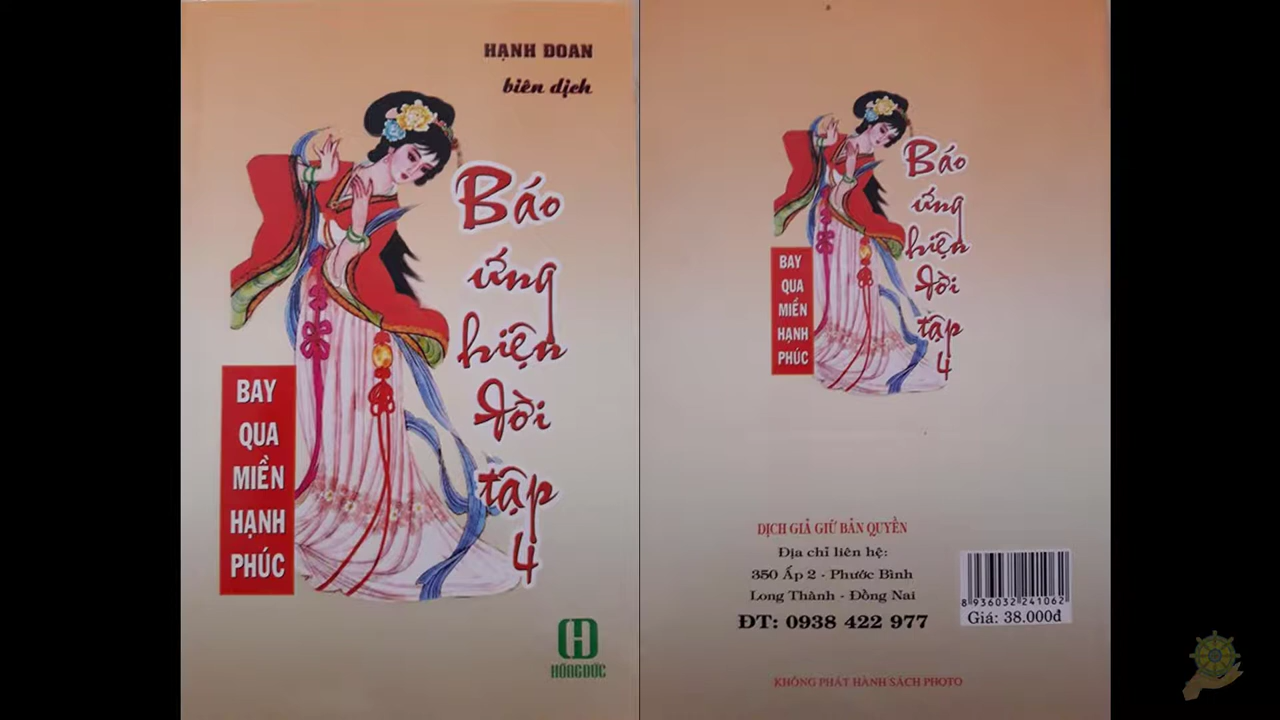 HẠNH ĐOAN
biên dịch
Báo
ứng
hiện
đời
tập
4
BAY
QUA
MIỀN
HẠNH
PHÚC
HD
HỒNG ĐỨC
Báo
ứng
hiện
đời
tập
4
BAY
QUA
MIỀN
HẠNH
PHÚC
DỊCH GIẢ GIỮ BẢN QUYỀN
Địa chỉ liên hệ:
350 Ấp 2 - Phước Bình
Long Thành - Đồng Nai
ĐT: 0938 422 977
8 936032 241062
Giá: 38.000đ
KHÔNG PHÁT HÀNH SÁCH PHOTO